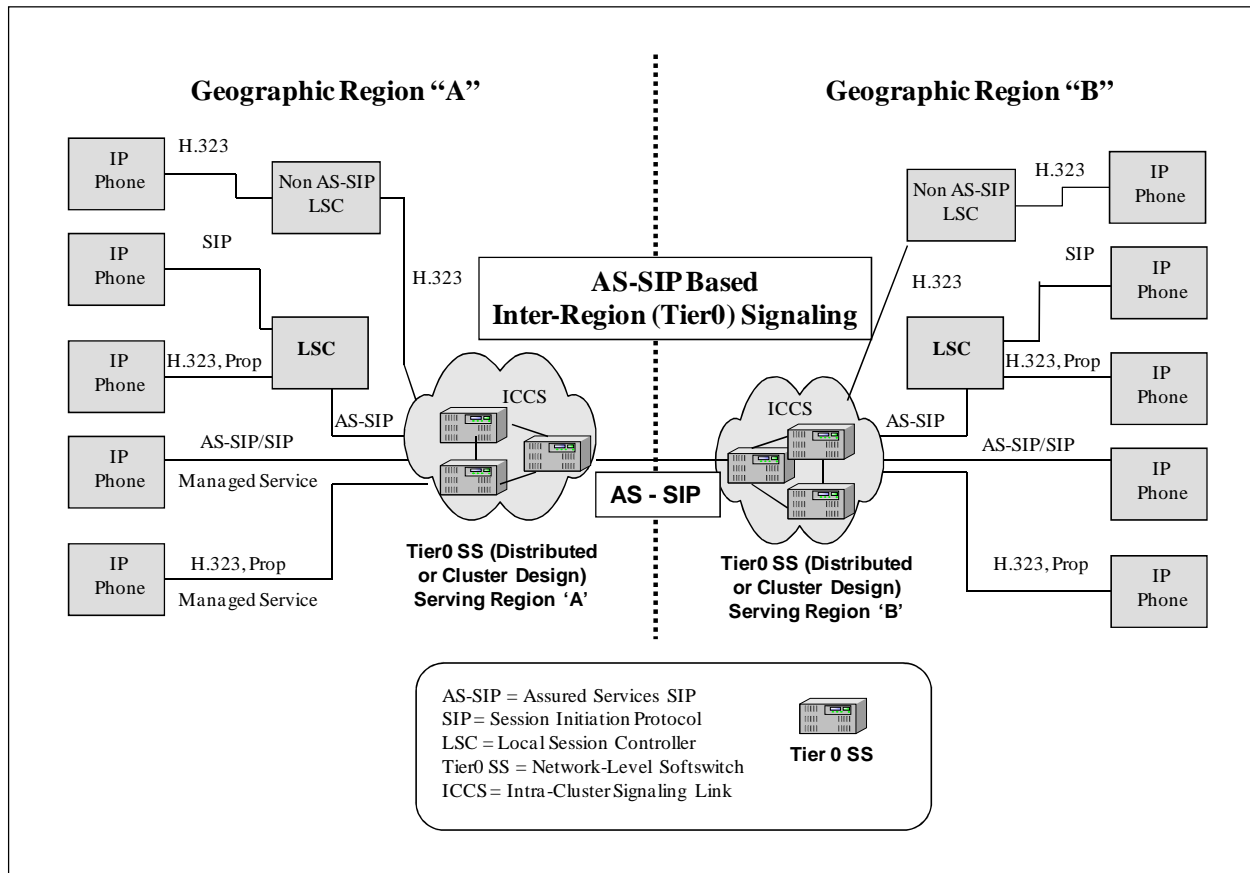 Geographic Region “A”
Geographic Region “B”
IP
Phone
H.323
Non AS-SIP
LSC
IP
Phone
SIP
H.323
LSC
IP
Phone
H.323, Prop
AS-SIP
IP
Phone
AS-SIP/SIP
Managed Service
IP
Phone
H.323, Prop
Managed Service
AS-SIP Based
Inter-Region (Tier0) Signaling
ICCS
AS - SIP
ICCS
Tier0 SS (Distributed
or Cluster Design)
Serving Region ‘A’
Tier0 SS (Distributed
or Cluster Design)
Serving Region ‘B’
Non AS-SIP
LSC
H.323
IP
Phone
H.323
SIP
IP
Phone
LSC
H.323, Prop
IP
Phone
AS-SIP
AS-SIP/SIP
IP
Phone
H.323, Prop
IP
Phone
AS-SIP = Assured Services SIP
SIP = Session Initiation Protocol
LSC = Local Session Controller
Tier0 SS = Network-Level Softswitch
ICCS = Intra-Cluster Signaling Link
Tier 0 SS